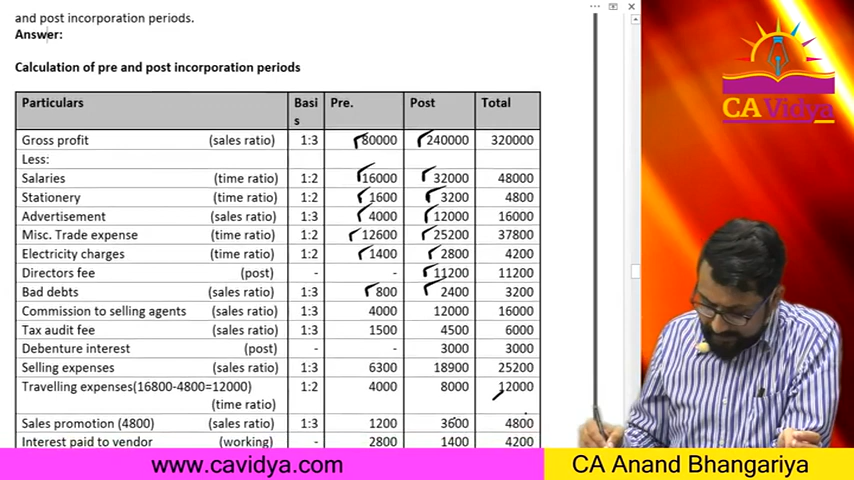 and post incorporation periods.
Answer:
Calculation of pre and post incorporation periods
Particulars Basis Pre. Post Total
Gross profit (sales ratio) 1:3 80000 240000 320000
Less:
Salaries (time ratio) 1:2 16000 32000 48000
Stationery (time ratio) 1:2 1600 3200 4800
Advertisement (sales ratio) 1:3 4000 12000 16000
Misc. Trade expense (time ratio) 1:2 12600 25200 37800
Electricity charges (time ratio) 1:2 1400 2800 4200
Directors fee (post) - - 11200 11200
Bad debts (sales ratio) 1:3 800 2400 3200
Commission to selling agents (sales ratio) 1:3 4000 12000 16000
Tax audit fee (sales ratio) 1:3 1500 4500 6000
Debenture interest (post) - - 3000 3000
Selling expenses (sales ratio) 1:3 6300 18900 25200
Travelling expenses(16800-4800=12000) 1:2 4000 8000 12000
(time ratio)
Sales promotion (4800) (sales ratio) 1:3 1200 3600 4800
Interest paid to vendor (working) - 2800 1400 4200
CA Vidya
www.cavidya.com
CA Anand Bhangariya